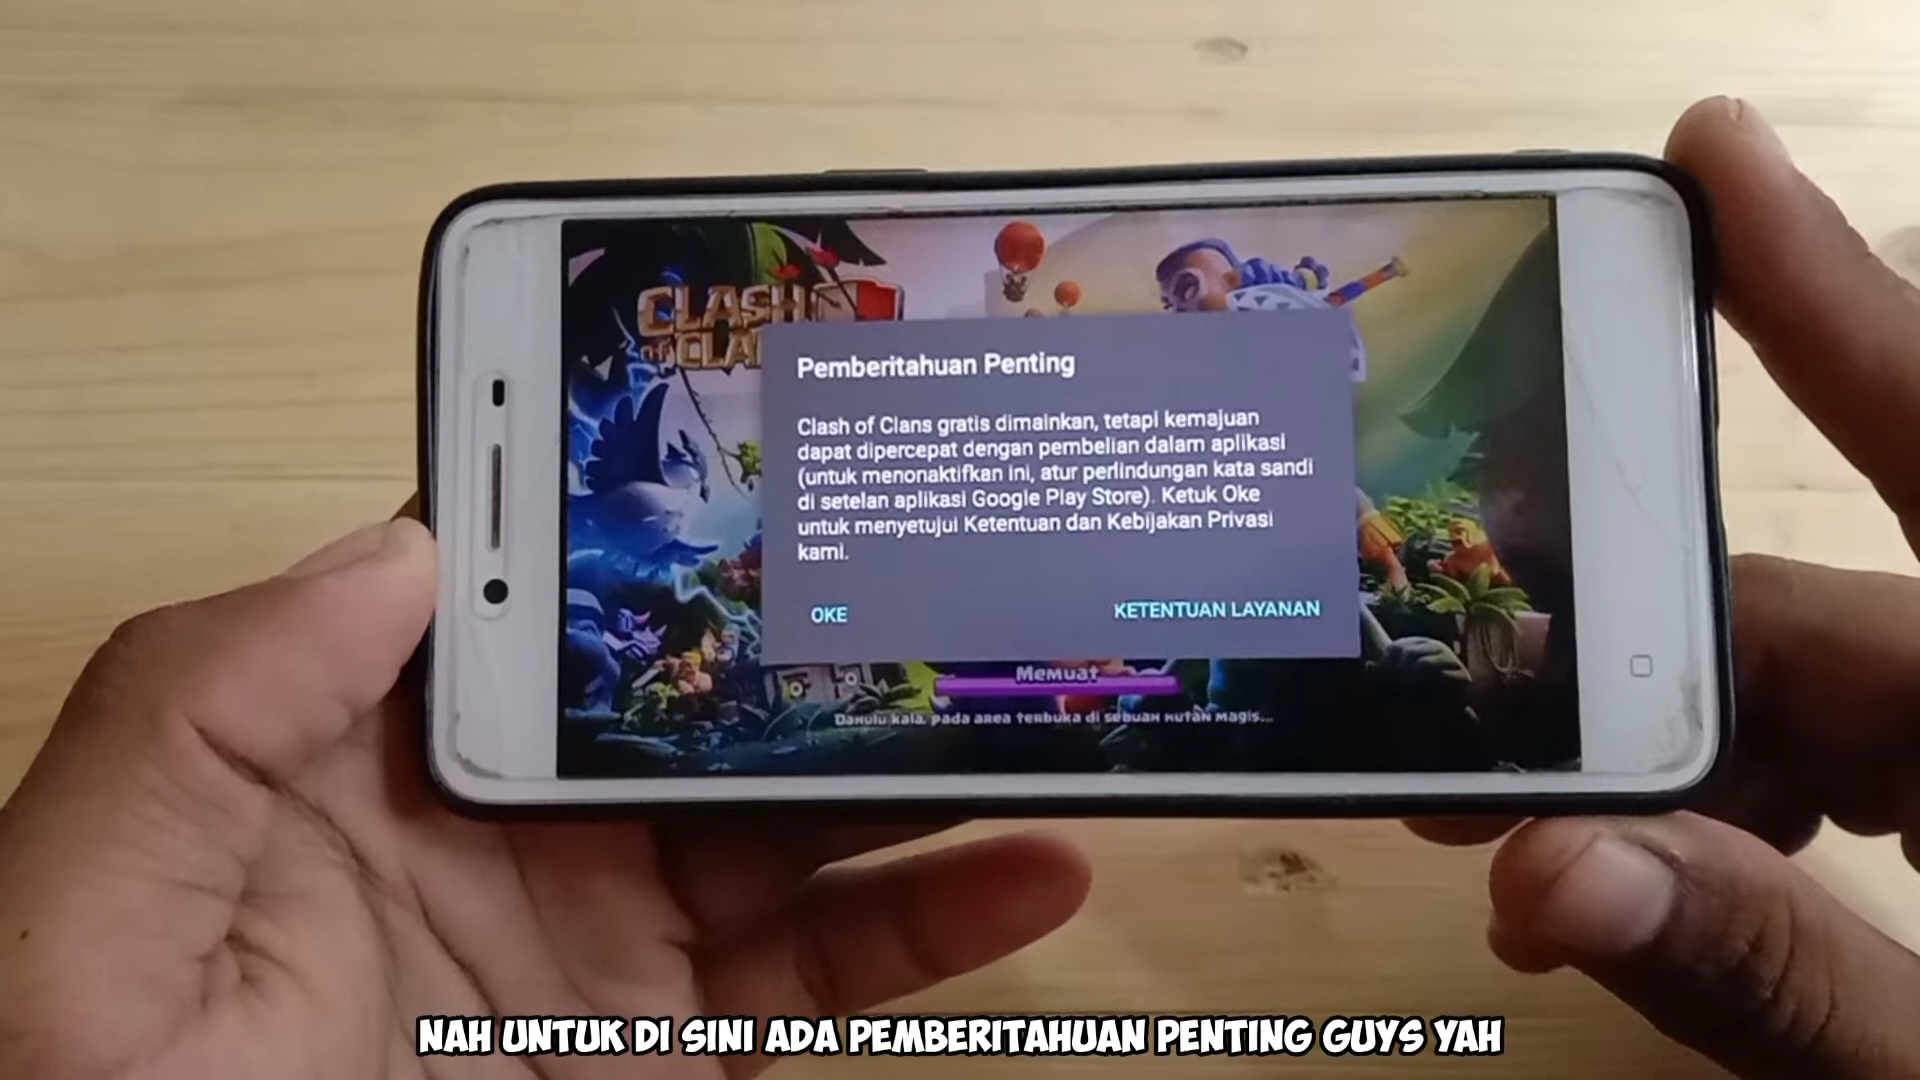 CLASH
OF CLA
Pemberitahuan Penting
Clash of Clans gratis dimainkan, tetapi kemajuan
dapat dipercepat dengan pembelian dalam aplikasi
(untuk menonaktifkan ini, atur perlindungan kata sandi
di setelan aplikasi Google Play Store). Ketuk Oke
untuk menyetujui Ketentuan dan Kebijakan Privasi
kami.
OKE KETENTUAN LAYANAN
Memuat
Dahulu kala, pada area terbuka di sebuah hutan magis...
NAH UNTUK DI SINI ADA PEMBERITAHUAN PENTING GUYS YAH